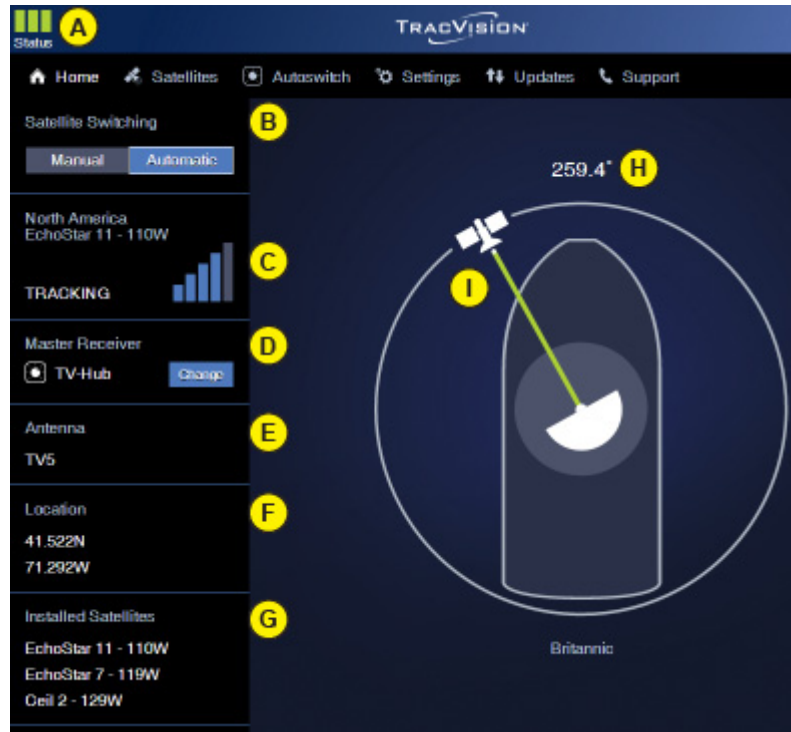 Status
A
TRACVISION
Home Satellites Autoswitch Settings Updates Support
Satellite Switching
B
Manual Automatic
259.4° H
North America
EchoStar 11 - 110W
C
TRACKING
I
Master Receiver
D
TV-Hub Change
Antenna
E
TV5
Location
F
41.522N
71.292W
Installed Satellites
G
EchoStar 11 - 110W
EchoStar 7 - 119W
Ceil 2 - 129W
Britannic